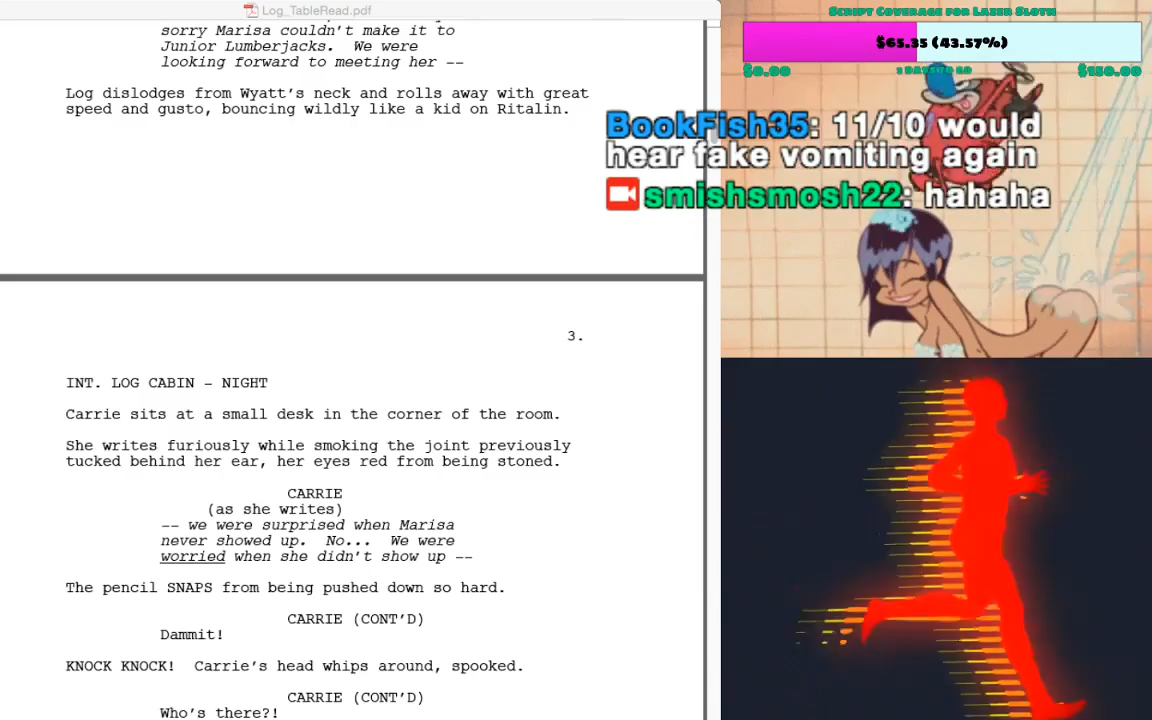 Log_TableRead.pdf
sorry Marisa couldn't make it to
Junior Lumberjacks.  We were
looking forward to meeting her --
Log dislodges from Wyatt's neck and rolls away with great
speed and gusto, bouncing wildly like a kid on Ritalin.
3.
INT. LOG CABIN - NIGHT
Carrie sits at a small desk in the corner of the room.
She writes furiously while smoking the joint previously
tucked behind her ear, her eyes red from being stoned.
CARRIE
(as she writes)
-- we were surprised when Marisa
never showed up.  No...  We were
worried when she didn't show up --
The pencil SNAPS from being pushed down so hard.
CARRIE (CONT'D)
Dammit!
KNOCK KNOCK!  Carrie's head whips around, spooked.
CARRIE (CONT'D)
Who's there?!
Script Coverage for Lazer Sloth
$65.35 (43.57%)
$0.00
$150.00
BookFish35: 11/10 would
hear fake vomiting again
smishsmosh22: hahaha